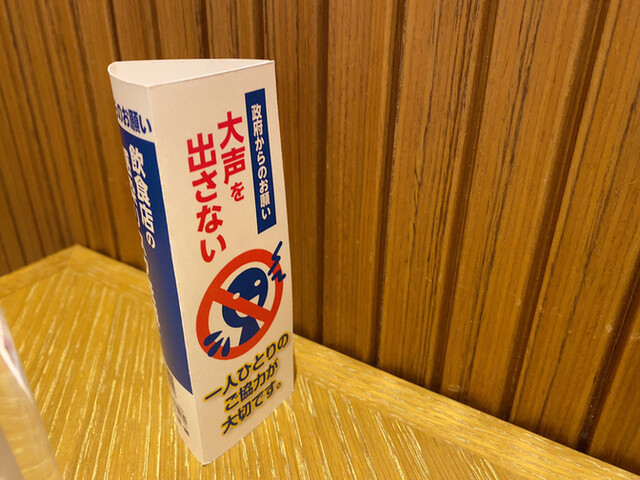 政府からのお願い
大声を
出さない
一人ひとりの
ご協力が
大切です。
のお願い
飲食店の